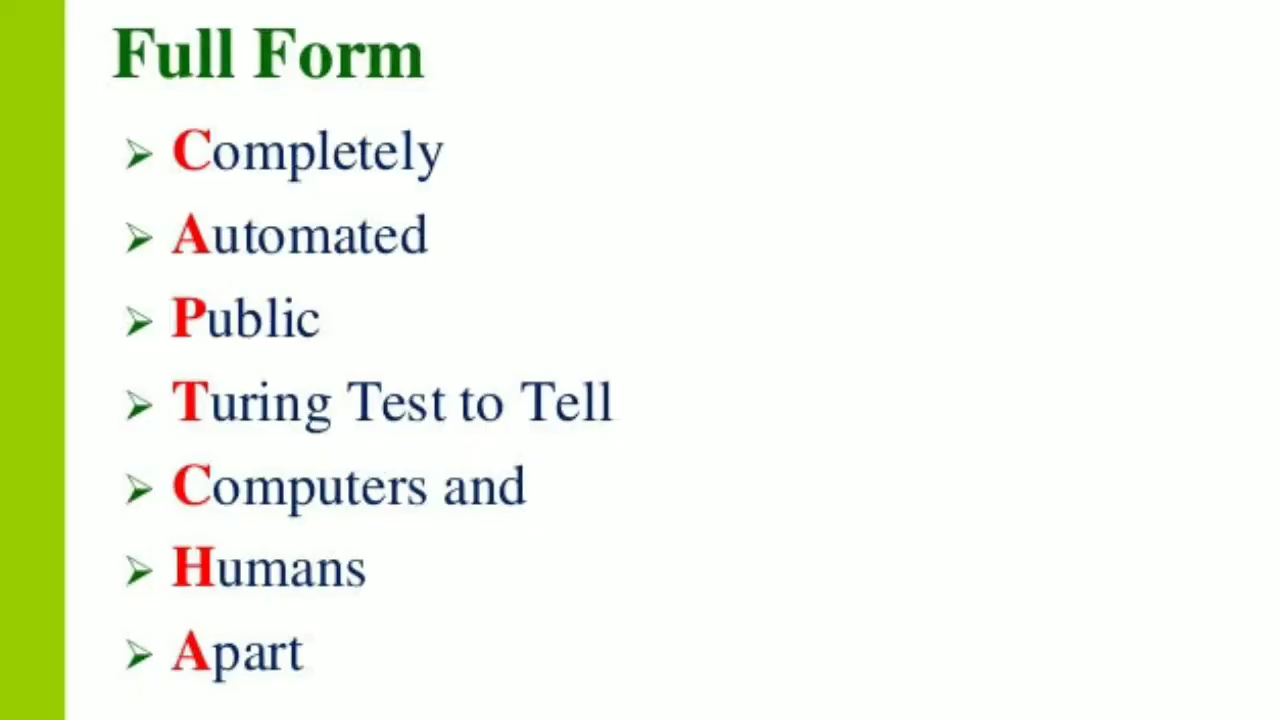 Full Form
➢ Completely
➢ Automated
➢ Public
➢ Turing Test to Tell
➢ Computers and
➢ Humans
➢ Apart